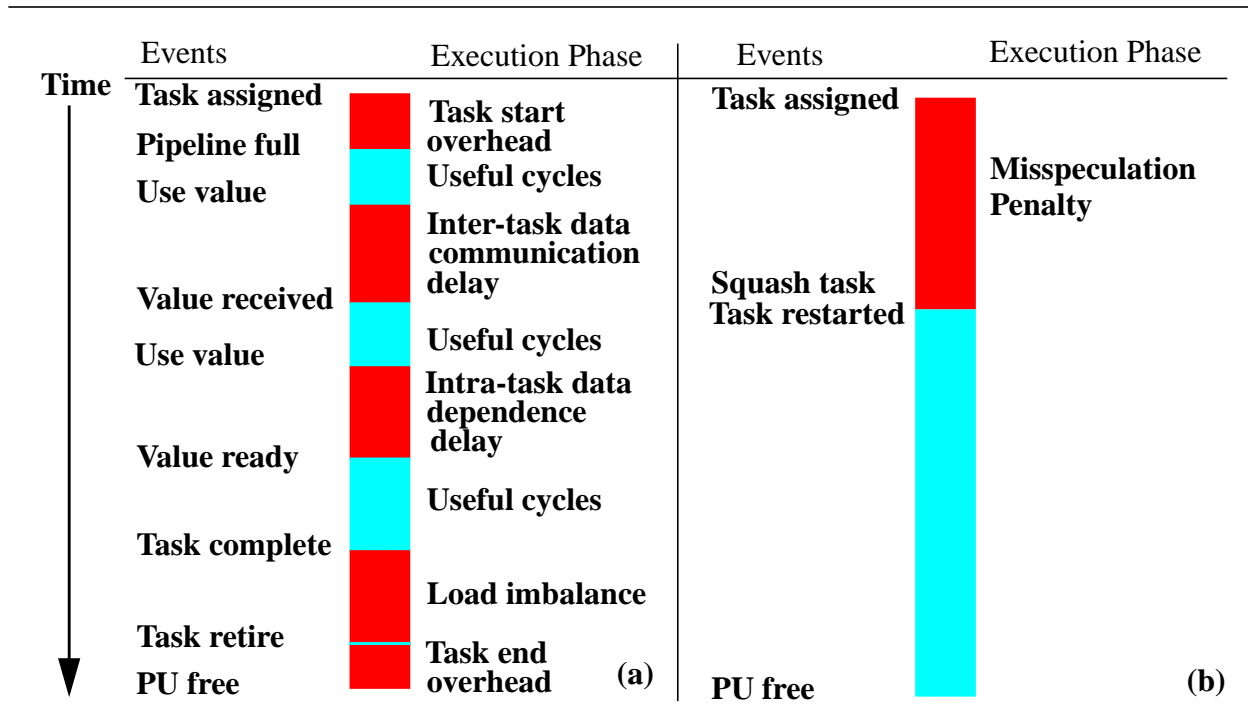 Events
Execution Phase
Events
Execution Phase
Time
Task assigned
Task start
overhead
Pipeline full
Useful cycles
Use value
Inter-task data
communication
delay
Value received
Useful cycles
Use value
Intra-task data
dependence
delay
Value ready
Useful cycles
Task complete
Load imbalance
Task retire
Task end
overhead
PU free
(a)
Task assigned
Misspeculation
Penalty
Squash task
Task restarted
PU free
(b)